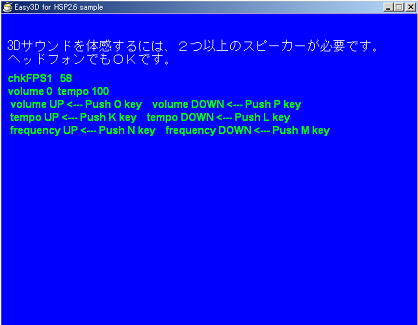 Easy3D for HSP2.6 sample
3Dサウンドを体感するには、２つ以上のスピーカーが必要です。
ヘッドフォンでもＯＫです。
chkFPS1 58
volume 0 tempo 100
volume UP <--- Push O key volume DOWN <--- Push P key
tempo UP <--- Push K key tempo DOWN <--- Push L key
frequency UP <--- Push N key frequency DOWN <--- Push M key